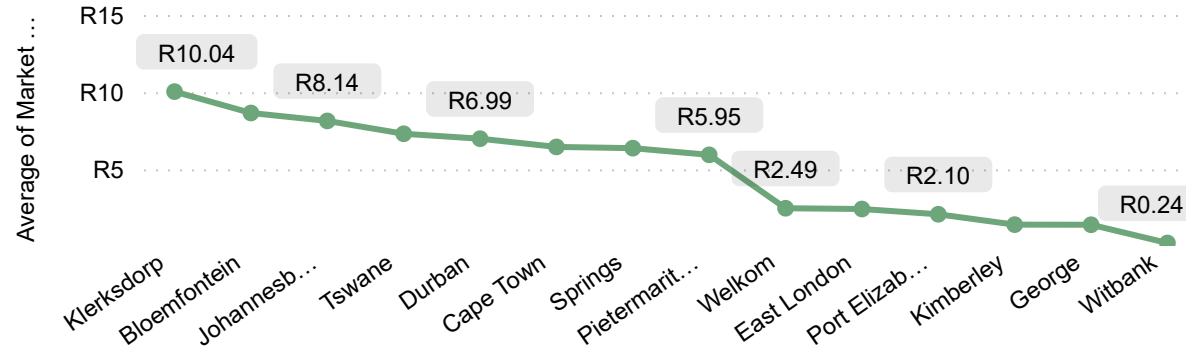 Average of Market …
R15
R10
R5
R10.04
R8.14
R6.99
R5.95
R2.49
R2.10
R0.24
Klerksdorp
Bloemfontein
Johannesb…
Tswane
Durban
Cape Town
Springs
Pietermarit…
Welkom
East London
Port Elizab…
Kimberley
George
Witbank